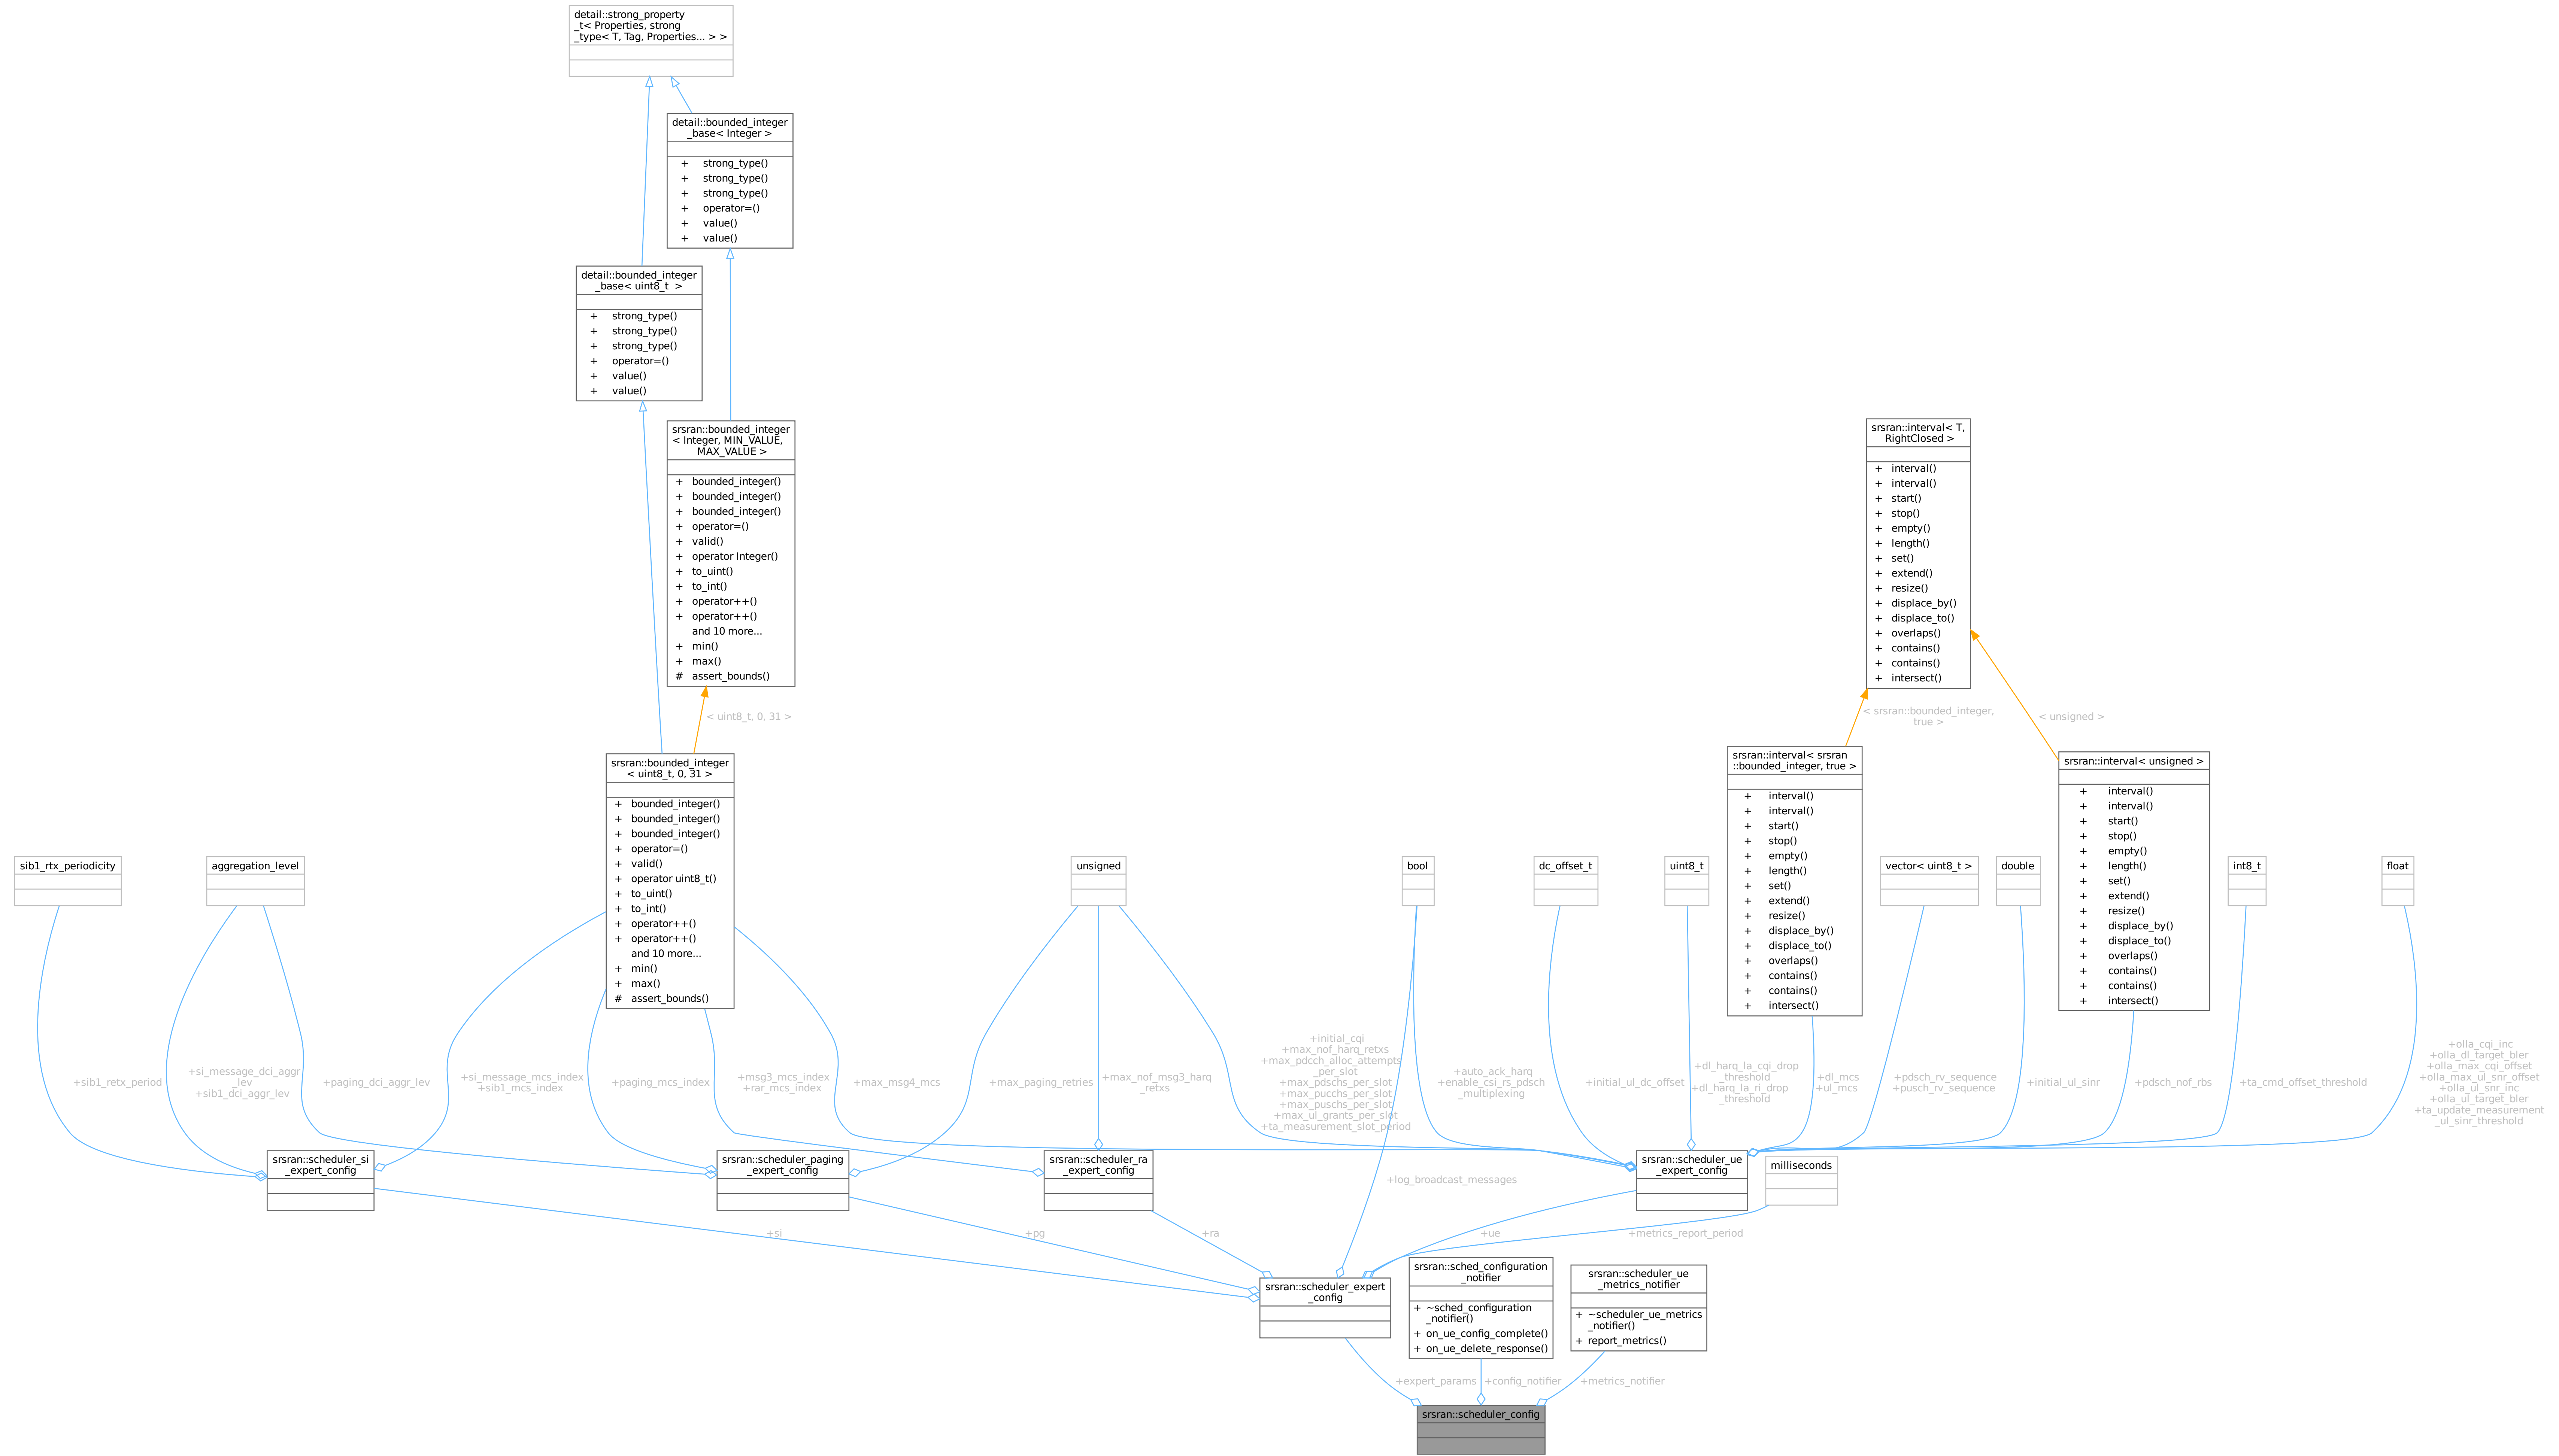 detail::strong_property
_t< Properties, strong
_type< T, Tag, Properties... > >
detail::bounded_integer
_base< Integer >
+ strong_type()
+ strong_type()
+ strong_type()
+ operator=()
+ value()
+ value()
detail::bounded_integer
_base< uint8_t >
+ strong_type()
+ strong_type()
+ strong_type()
+ operator=()
+ value()
+ value()
srsran::bounded_integer
< Integer, MIN_VALUE,
MAX_VALUE >
+ bounded_integer()
+ bounded_integer()
+ bounded_integer()
+ operator=()
+ valid()
+ operator Integer()
+ to_uint()
+ to_int()
+ operator++()
+ operator++()
and 10 more...
+ min()
+ max()
# assert_bounds()
srsran::interval< T,
RightClosed >
+ interval()
+ interval()
+ start()
+ stop()
+ empty()
+ length()
+ set()
+ extend()
+ resize()
+ displace_by()
+ displace_to()
+ overlaps()
+ contains()
+ contains()
+ intersect()
< uint8_t, 0, 31 >
< srsran::bounded_integer,
true >
< unsigned >
srsran::bounded_integer
< uint8_t, 0, 31 >
+ bounded_integer()
+ bounded_integer()
+ bounded_integer()
+ operator=()
+ valid()
+ operator uint8_t()
+ to_uint()
+ to_int()
+ operator++()
+ operator++()
and 10 more...
+ min()
+ max()
# assert_bounds()
srsran::interval< srsran
::bounded_integer, true >
+ interval()
+ interval()
+ start()
+ stop()
+ empty()
+ length()
+ set()
+ extend()
+ resize()
+ displace_by()
+ displace_to()
+ overlaps()
+ contains()
+ contains()
+ intersect()
srsran::interval< unsigned >
+ interval()
+ interval()
+ start()
+ stop()
+ empty()
+ length()
+ set()
+ extend()
+ resize()
+ displace_by()
+ displace_to()
+ overlaps()
+ contains()
+ contains()
+ intersect()
sib1_rtx_periodicity
aggregation_level
unsigned
bool
dc_offset_t
uint8_t
vector< uint8_t >
double
int8_t
float
+sib1_retx_period
+si_message_dci_aggr
_lev
+sib1_dci_aggr_lev
+paging_dci_aggr_lev
+si_message_mcs_index
+sib1_mcs_index
+paging_mcs_index
+msg3_mcs_index
+rar_mcs_index
+max_msg4_mcs
+max_paging_retries
+max_nof_msg3_harq
_retxs
+initial_cqi
+max_nof_harq_retxs
+max_pdcch_alloc_attempts
_per_slot
+max_pdschs_per_slot
+max_pucchs_per_slot
+max_puschs_per_slot
+max_ul_grants_per_slot
+ta_measurement_slot_period
+auto_ack_harq
+enable_csi_rs_pdsch
_multiplexing
+initial_ul_dc_offset
+dl_harq_la_cqi_drop
_threshold
+dl_harq_la_ri_drop
_threshold
+dl_mcs
+ul_mcs
+pdsch_rv_sequence
+pusch_rv_sequence
+initial_ul_sinr
+pdsch_nof_rbs
+ta_cmd_offset_threshold
+olla_cqi_inc
+olla_dl_target_bler
+olla_max_cqi_offset
+olla_max_ul_snr_offset
+olla_ul_snr_inc
+olla_ul_target_bler
+ta_update_measurement
_ul_sinr_threshold
srsran::scheduler_si
_expert_config
srsran::scheduler_paging
_expert_config
srsran::scheduler_ra
_expert_config
srsran::scheduler_ue
_expert_config
milliseconds
+log_broadcast_messages
+si
+pg
+ra
+ue
+metrics_report_period
srsran::scheduler_expert
_config
srsran::sched_configuration
_notifier
+ ~sched_configuration
_notifier()
+ on_ue_config_complete()
+ on_ue_delete_response()
srsran::scheduler_ue
_metrics_notifier
+ ~scheduler_ue_metrics
_notifier()
+ report_metrics()
+expert_params
+config_notifier
+metrics_notifier
srsran::scheduler_config